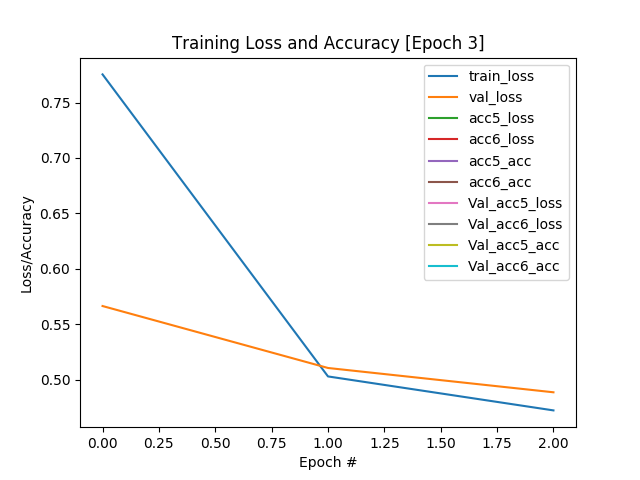 Training Loss and Accuracy [Epoch 3]
train_loss
val_loss
acc5_loss
acc6_loss
acc5_acc
acc6_acc
Val_acc5_loss
Val_acc6_loss
Val_acc5_acc
Val_acc6_acc
Loss/Accuracy
0.75
0.70
0.65
0.60
0.55
0.50
0.00 0.25 0.50 0.75 1.00 1.25 1.50 1.75 2.00
Epoch #